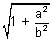 √(1 + a²/b²)